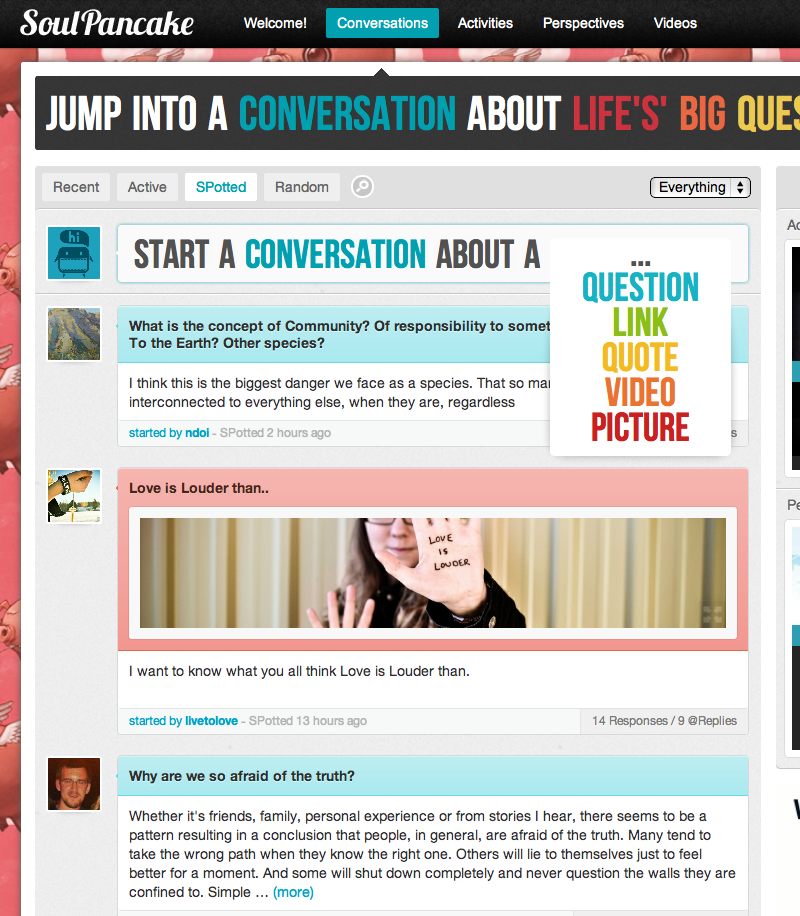 SoulPancake
Welcome! Conversations Activities Perspectives Videos
JUMP INTO A CONVERSATION ABOUT LIFE'S' BIG QUES
Recent Active SPotted Random Everything
hi
START A CONVERSATION ABOUT A
...
QUESTION
LINK
QUOTE
VIDEO
PICTURE
What is the concept of Community? Of responsibility to somet
To the Earth? Other species?
I think this is the biggest danger we face as a species. That so mar
interconnected to everything else, when they are, regardless
started by ndoi - SPotted 2 hours ago
s
Love is Louder than..
LOVE
IS
LOUDER
I want to know what you all think Love is Louder than.
started by livetolove - SPotted 13 hours ago
14 Responses / 9 @Replies
Why are we so afraid of the truth?
Whether it's friends, family, personal experience or from stories I hear, there seems to be a
pattern resulting in a conclusion that people, in general, are afraid of the truth. Many tend to
take the wrong path when they know the right one. Others will lie to themselves just to feel
better for a moment. And some will shut down completely and never question the walls they are
confined to. Simple ... (more)
Ac
Pe